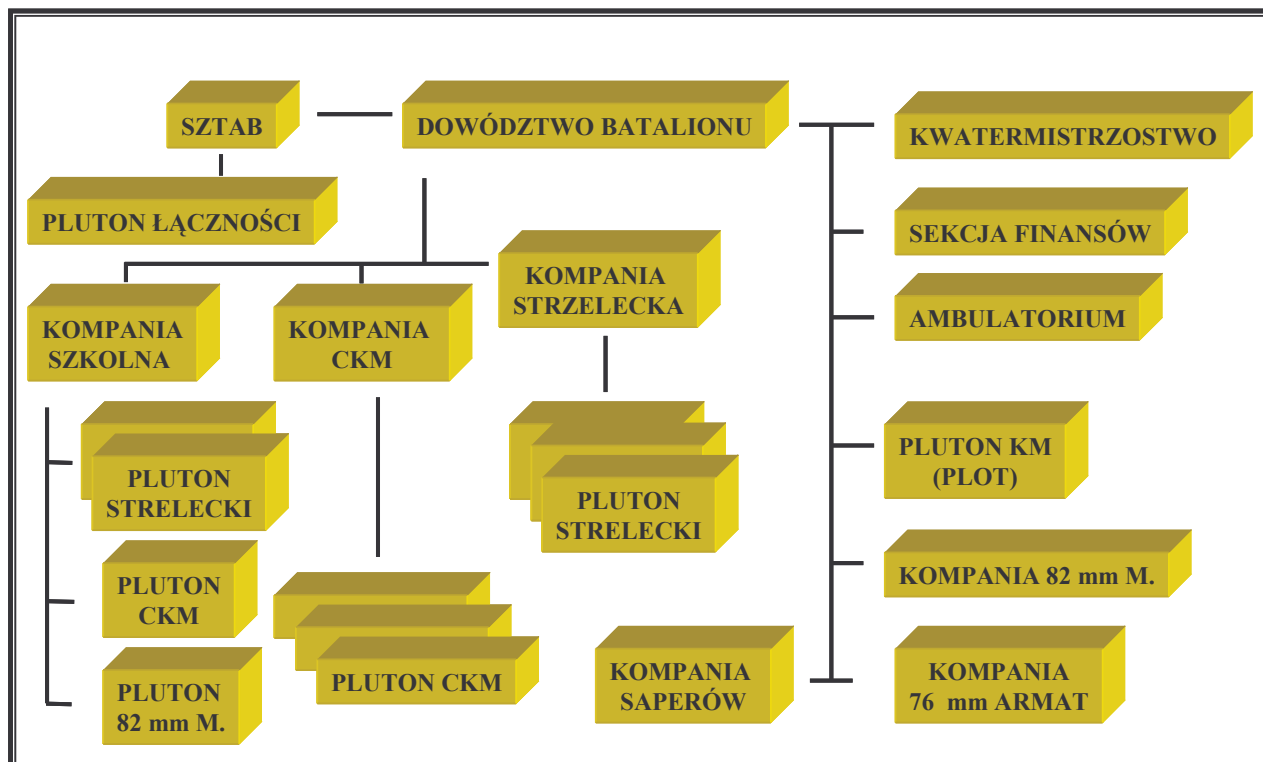 SZTAB
DOWÓDZTWO BATALIONU
KWATERMISTRZOSTWO
PLUTON ŁĄCZNOŚCI
SEKCJA FINANSÓW
KOMPANIA
STRZELECKA
KOMPANIA
SZKOLNA
KOMPANIA
CKM
AMBULATORIUM
PLUTON
STRELECKI
PLUTON
STRELECKI
PLUTON KM
(PLOT)
PLUTON
CKM
KOMPANIA 82 mm M.
PLUTON
82 mm M.
PLUTON CKM
KOMPANIA
SAPERÓW
KOMPANIA
76 mm ARMAT